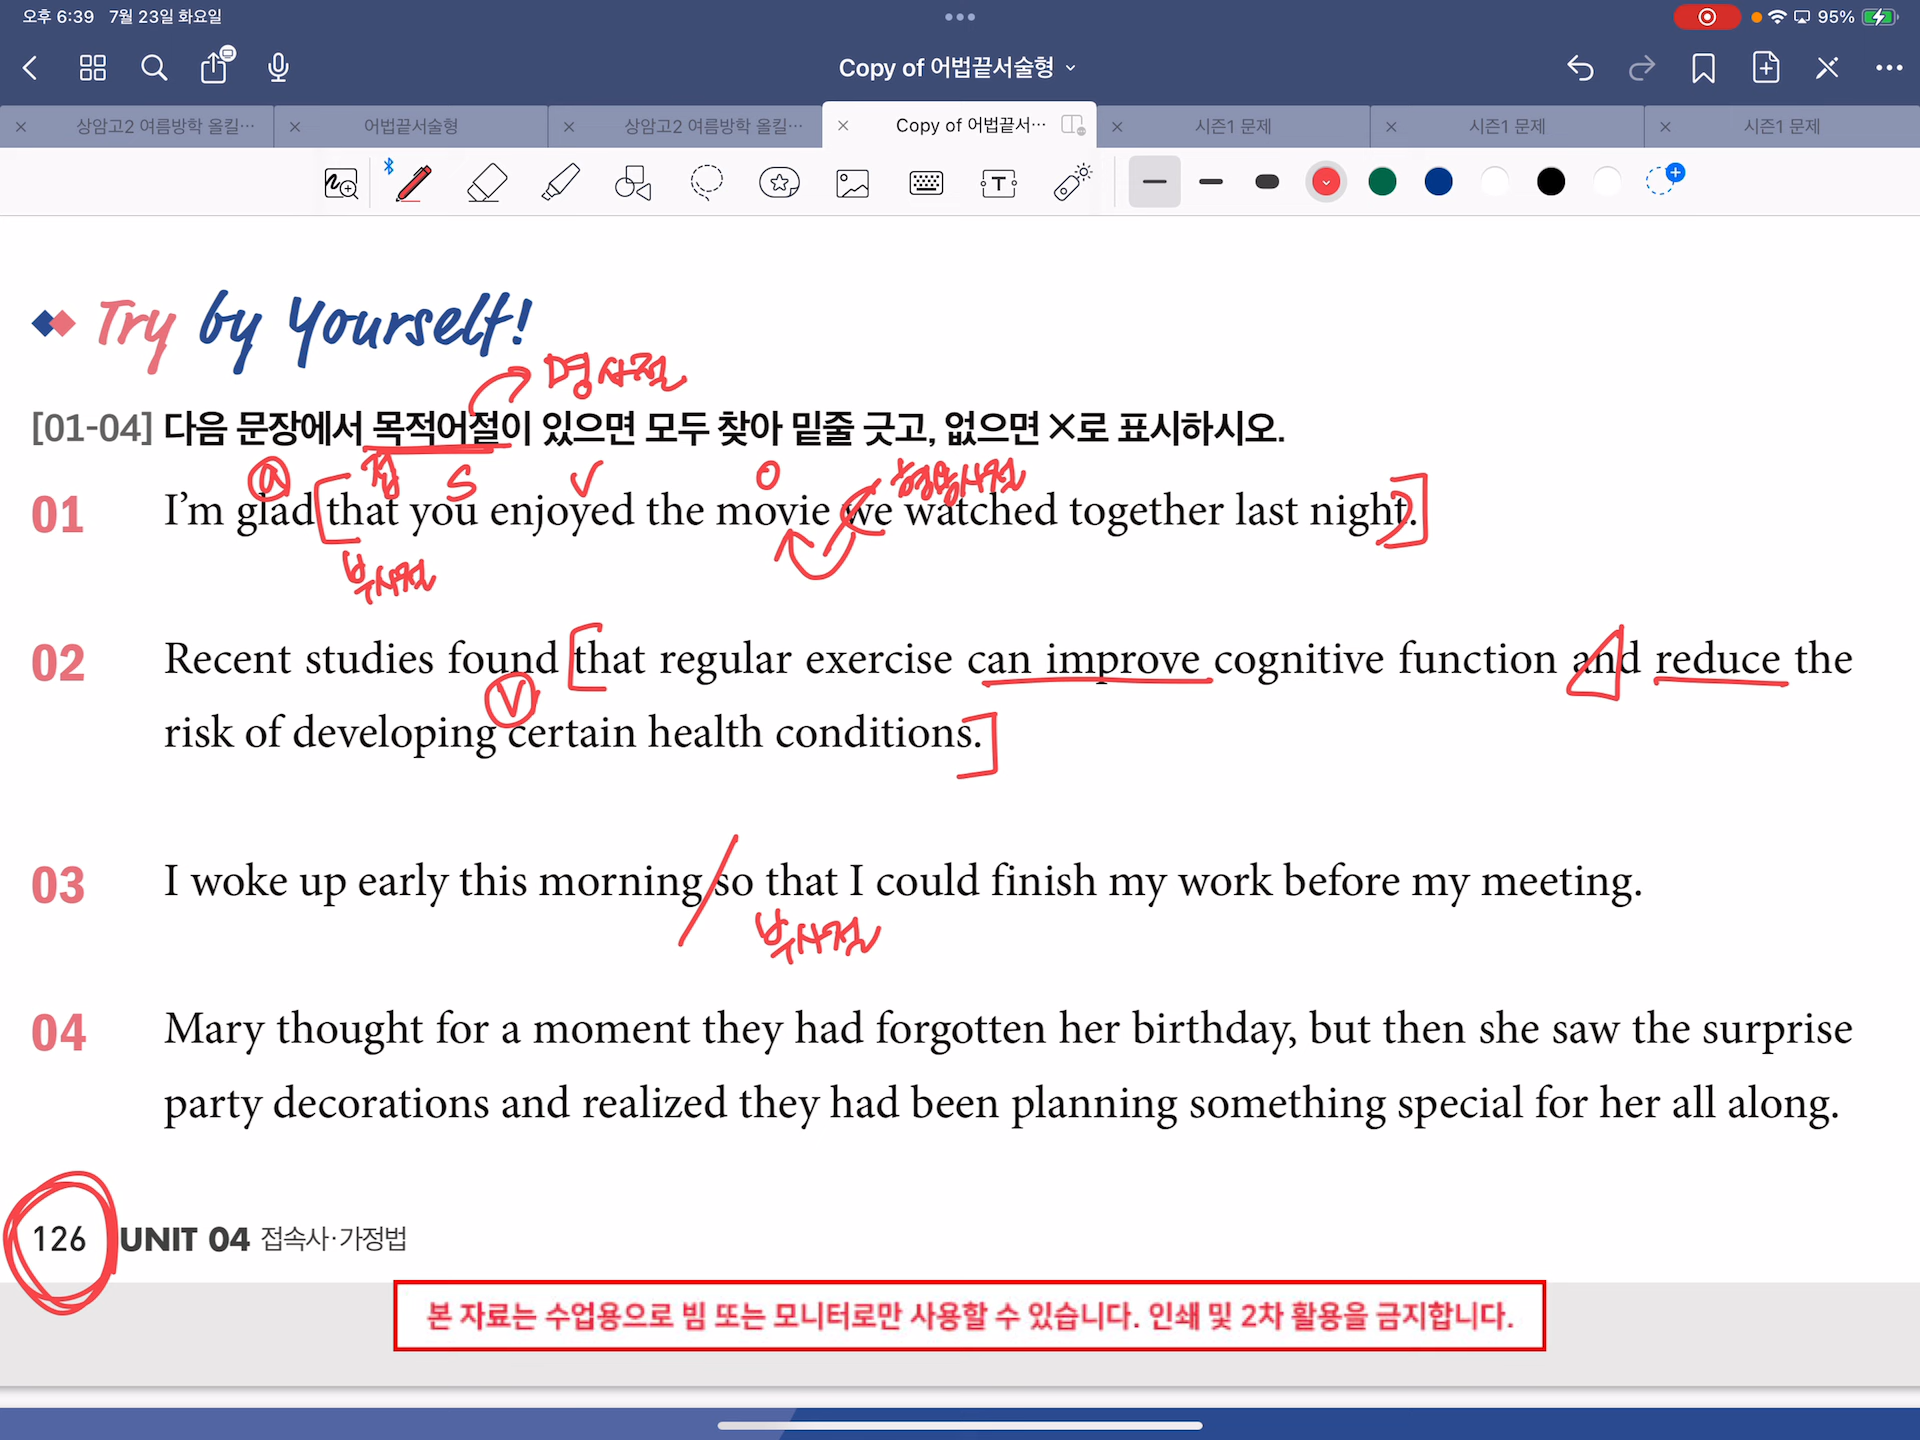 오후 6:39 7월 23일 화요일
95%
Copy of 어법끝서술형
상암고2 여름방학 올킬…
어법끝서술형
상암고2 여름방학 올킬…
Copy of 어법끝서…
시즌1 문제
시즌1 문제
시즌1 문제
Try by Yourself!
명사절
[01-04] 다음 문장에서 목적어절이 있으면 모두 찾아 밑줄 긋고, 없으면 ×로 표시하시오.
ⓐ 접 S V O 형용사절
01 I’m glad [that you enjoyed the movie (we watched together last night.)]
부사절
02 Recent studies found [that regular exercise can improve cognitive function and reduce the
V
risk of developing certain health conditions.]
03 I woke up early this morning / so that I could finish my work before my meeting.
부사절
04 Mary thought for a moment they had forgotten her birthday, but then she saw the surprise
party decorations and realized they had been planning something special for her all along.
126 UNIT 04 접속사·가정법
본 자료는 수업용으로 빔 또는 모니터로만 사용할 수 있습니다. 인쇄 및 2차 활용을 금지합니다.